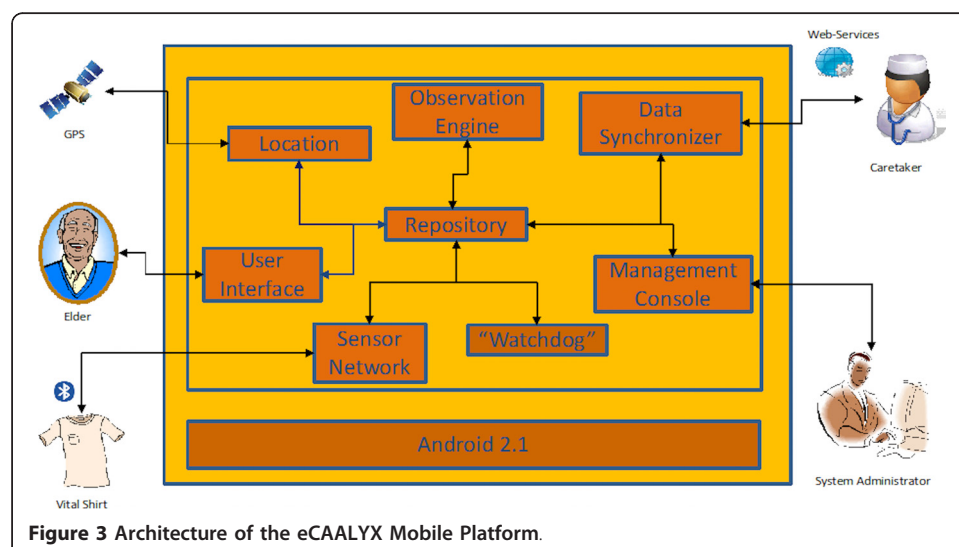 Web-Services
GPS
Observation
Engine
Data
Synchronizer
Location
Caretaker
Repository
User
Interface
Management
Console
Elder
Sensor
Network
“Watchdog”
Android 2.1
Vital Shirt
System Administrator
Figure 3 Architecture of the eCAALYX Mobile Platform.